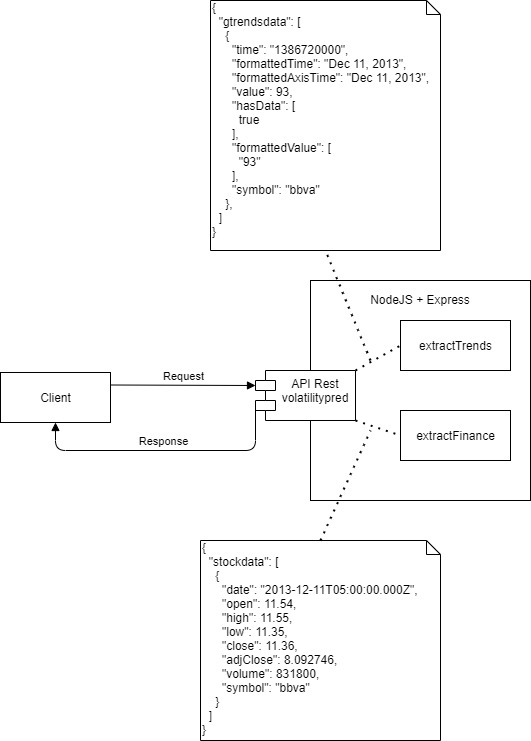 {
  "gtrendsdata": [
    {
      "time": "1386720000",
      "formattedTime": "Dec 11, 2013",
      "formattedAxisTime": "Dec 11, 2013",
      "value": 93,
      "hasData": [
        true
      ],
      "formattedValue": [
        "93"
      ],
      "symbol": "bbva"
    },
  ]
}
NodeJS + Express
extractTrends
Request
API Rest
volatilitypred
Client
Response
extractFinance
{
  "stockdata": [
    {
      "date": "2013-12-11T05:00:00.000Z",
      "open": 11.54,
      "high": 11.55,
      "low": 11.35,
      "close": 11.36,
      "adjClose": 8.092746,
      "volume": 831800,
      "symbol": "bbva"
    }
  ]
}